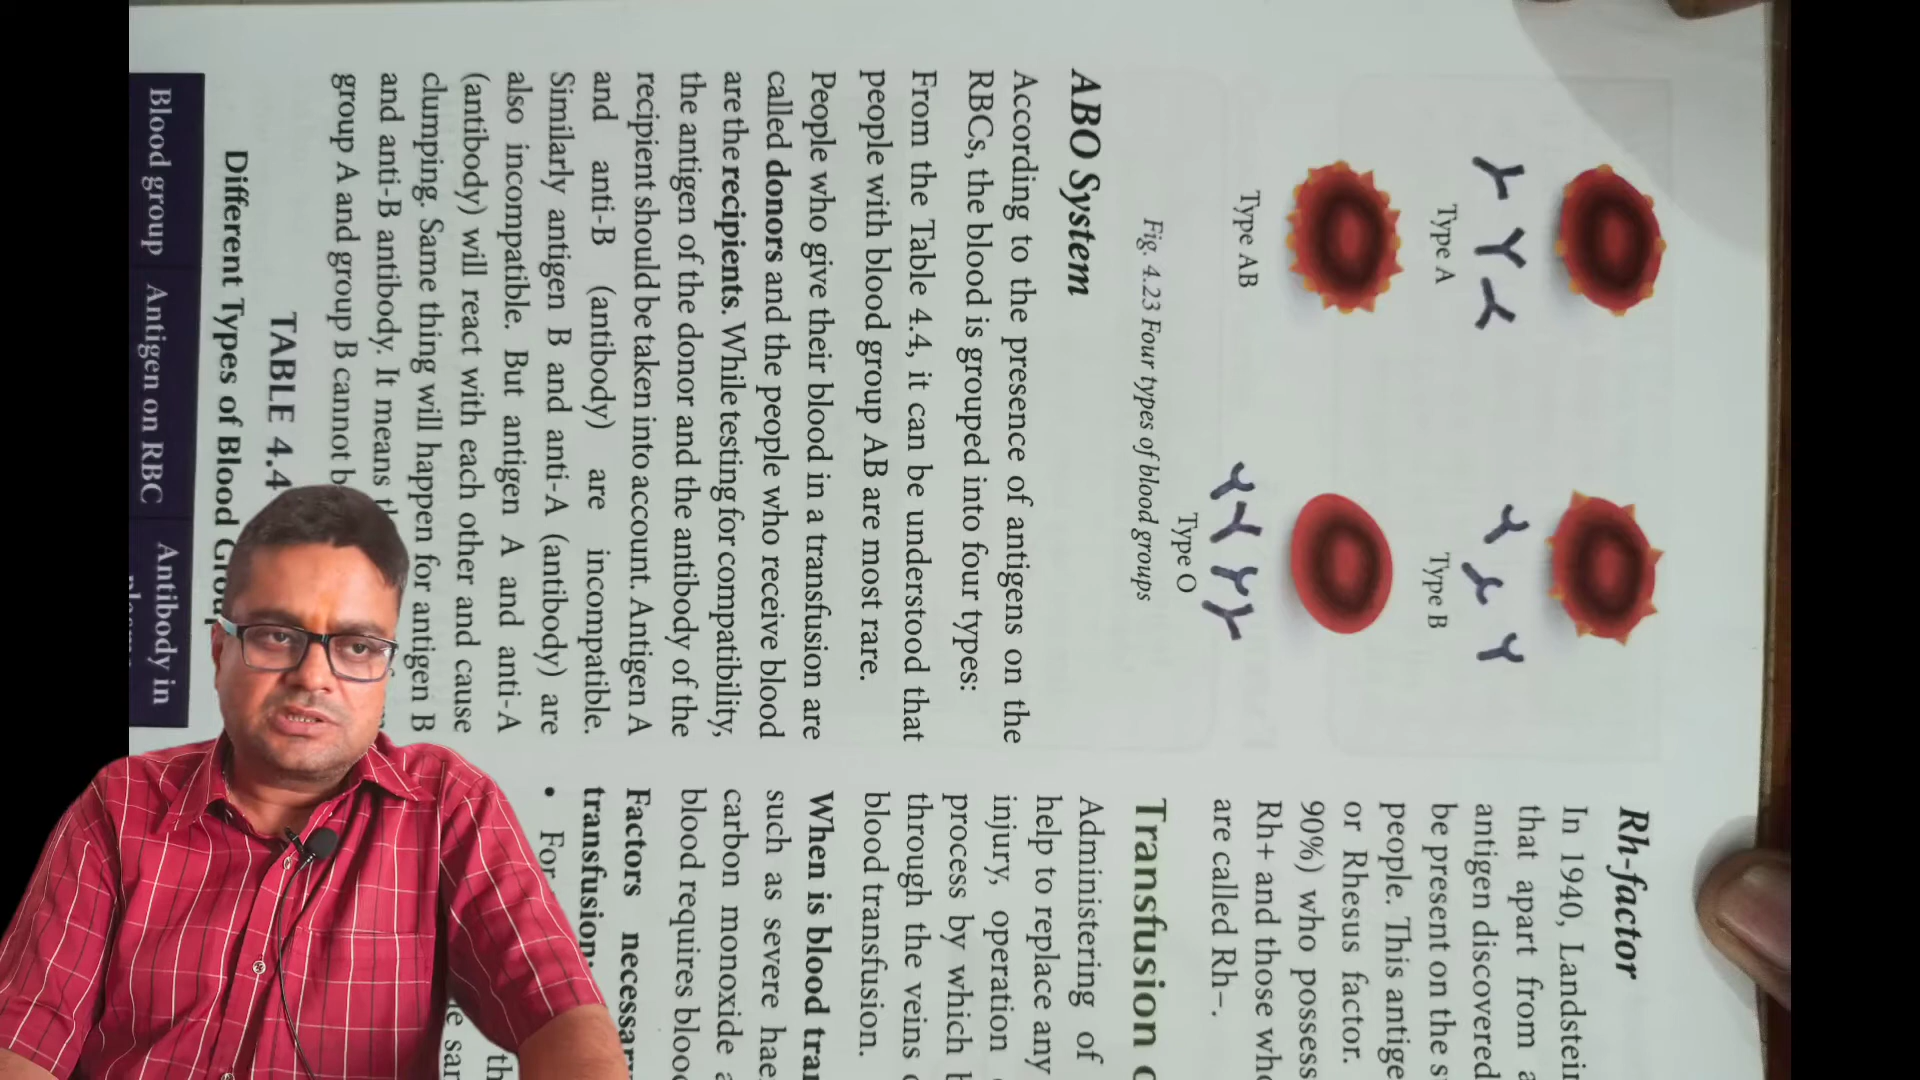 Type A
Type B
Type AB
Type O
Fig. 4.23 Four types of blood groups
ABO System
According to the presence of antigens on the
RBCs, the blood is grouped into four types:
From the Table 4.4, it can be understood that
people with blood group AB are most rare.
People who give their blood in a transfusion are
called donors and the people who receive blood
are the recipients. While testing for compatibility,
the antigen of the donor and the antibody of the
recipient should be taken into account. Antigen A
and anti-B (antibody) are incompatible.
Similarly antigen B and anti-A (antibody) are
also incompatible. But antigen A and anti-A
(antibody) will react with each other and cause
clumping. Same thing will happen for antigen B
and anti-B antibody. It means
group A and group B cannot
TABLE 4.4
Different Types of Blood
Blood group Antigen on RBC Antibody in
Rh-factor
In 1940,
that apart from
antigen discovered
be present on the
people. This
or Rhesus factor.
90%) who possess
Rh+ and those
are called Rh–.
Transfusion
Administering of
help to replace any
injury, operation
process by which
through the veins
blood transfusion.
When is blood
such as severe
carbon monoxide
blood requires
Factors necessary
transfusion
• For